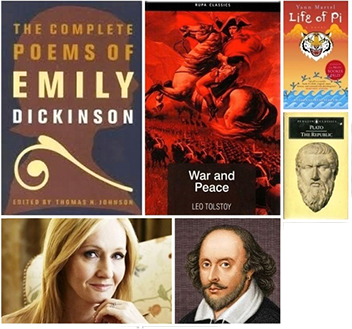 THE COMPLETE
POEMS OF
EMILY
DICKINSON
EDITED BY THOMAS H. JOHNSON
RUPA CLASSICS
War and
Peace
LEO TOLSTOY
Yann Martel
Life of Pi
PENGUIN CLASSICS
PLATO
THE REPUBLIC